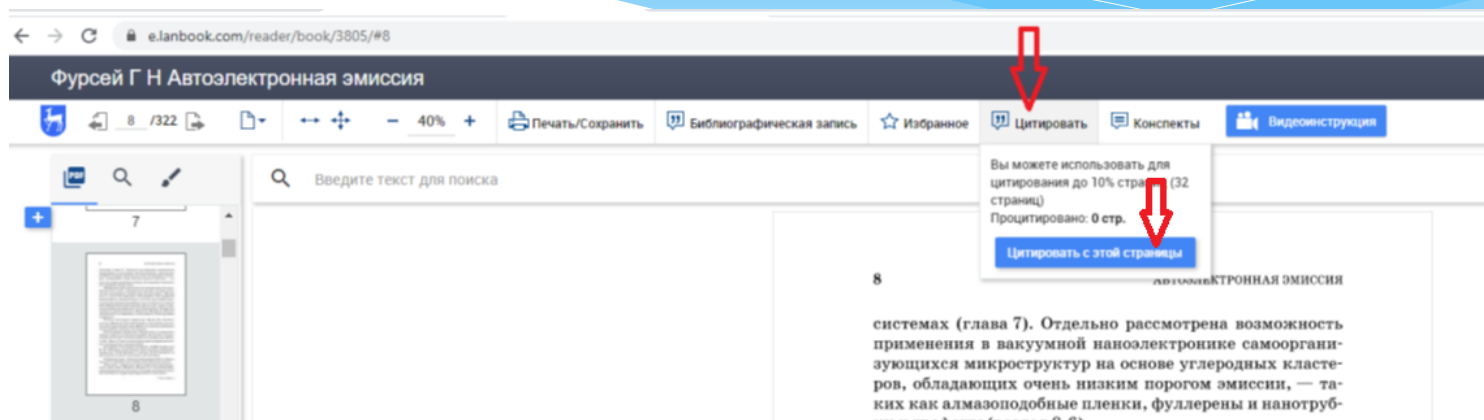 e.lanbook.com/reader/book/3805/#8
Фурсей Г Н Автоэлектронная эмиссия
8 /322
40%
Печать/Сохранить
Библиографическая запись
Избранное
Цитировать
Конспекты
Видеоинструкция
PDF
Введите текст для поиска
Вы можете использовать для
цитирования до 10% (32
страниц)
Процитировано: 0 стр.
Цитировать с этой страницы
7
8
8 АВТОЭЛЕКТРОННАЯ ЭМИССИЯ
системах (глава 7). Отдельно рассмотрена возможность
применения в вакуумной наноэлектронике самооргани-
зующихся микроструктур на основе углеродных класте-
ров, обладающих очень низким порогом эмиссии, — та-
ких как алмазоподобные пленки, фуллерены и нанотруб-